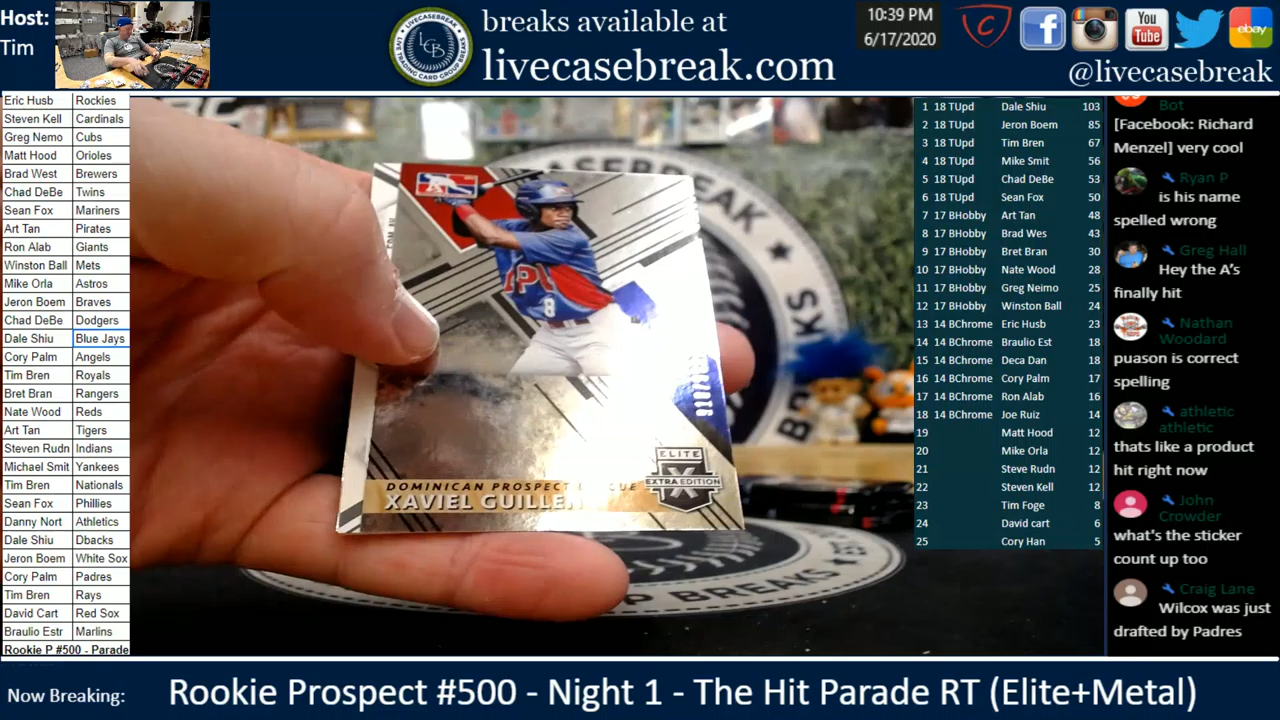 Host:
Tim
LCB
LIVECASEBREAK
breaks available at
livecasebreak.com
10:39 PM
6/17/2020
You
Tube
ebay
@livecasebreak
Eric Husb Rockies
Steven Kell Cardinals
Greg Nemo Cubs
Matt Hood Orioles
Brad West Brewers
Chad DeBe Twins
Sean Fox Mariners
Art Tan Pirates
Ron Alab Giants
Winston Ball Mets
Mike Orla Astros
Jeron Boem Braves
Chad DeBe Dodgers
Dale Shiu Blue Jays
Cory Palm Angels
Tim Bren Royals
Bret Bran Rangers
Nate Wood Reds
Art Tan Tigers
Steven Rudn Indians
Michael Smit Yankees
Tim Bren Nationals
Sean Fox Phillies
Danny Nort Athletics
Dale Shiu Dbacks
Jeron Boem White Sox
Cory Palm Padres
Tim Bren Rays
David Cart Red Sox
Braulio Estr Marlins
Rookie P #500 - Parade
8
ELITE
X
EXTRA EDITION
DOMINICAN PROSPECT
XAVIEL GUILLEN
1 18 TUpd Dale Shiu 103
2 18 TUpd Jeron Boem 85
3 18 TUpd Tim Bren 67
4 18 TUpd Mike Smit 56
5 18 TUpd Chad DeBe 53
6 18 TUpd Sean Fox 50
7 17 BHobby Art Tan 48
8 17 BHobby Brad Wes 43
9 17 BHobby Bret Bran 30
10 17 BHobby Nate Wood 28
11 17 BHobby Greg Neimo 25
12 17 BHobby Winston Ball 24
13 14 BChrome Eric Husb 23
14 14 BChrome Braulio Est 18
15 14 BChrome Deca Dan 18
16 14 BChrome Cory Palm 17
17 14 BChrome Ron Alab 16
18 14 BChrome Joe Ruiz 14
19 Matt Hood 12
20 Mike Orla 12
21 Steve Rudn 12
22 Steven Kell 12
23 Tim Foge 8
24 David cart 6
25 Cory Han 5
Bot
[Facebook: Richard
Menzel] very cool
Ryan P
is his name
spelled wrong
Greg Hall
Hey the A's
finally hit
Nathan
Woodard
puason is correct
spelling
athletic
athletic
thats like a product
hit right now
John
Crowder
what's the sticker
count up too
Craig Lane
Wilcox was just
drafted by Padres
Now Breaking:
Rookie Prospect #500 - Night 1 - The Hit Parade RT (Elite+Metal)